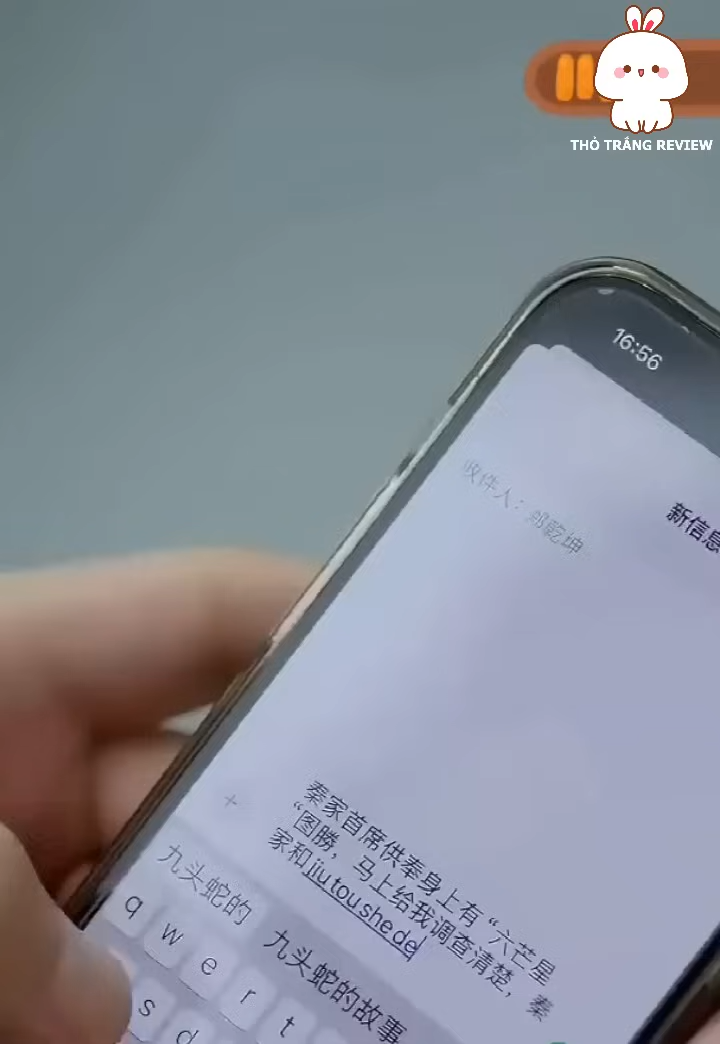 THỎ TRẮNG REVIEW
16:56
新信息
收件人：乾坤
秦家首席供奉身上有“六芒星
“图腾，马上给我调查清楚，秦
家和jiu tou she de
九头蛇的 九头蛇的故事
q w e r t
s d